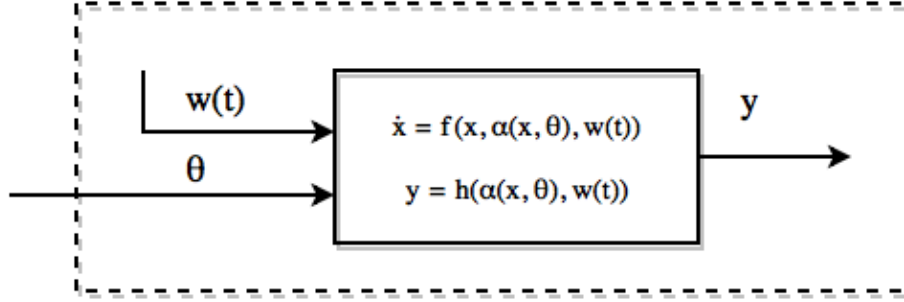 w(t)
θ
ẋ = f(x, α(x, θ), w(t))
y = h(α(x, θ), w(t))
y